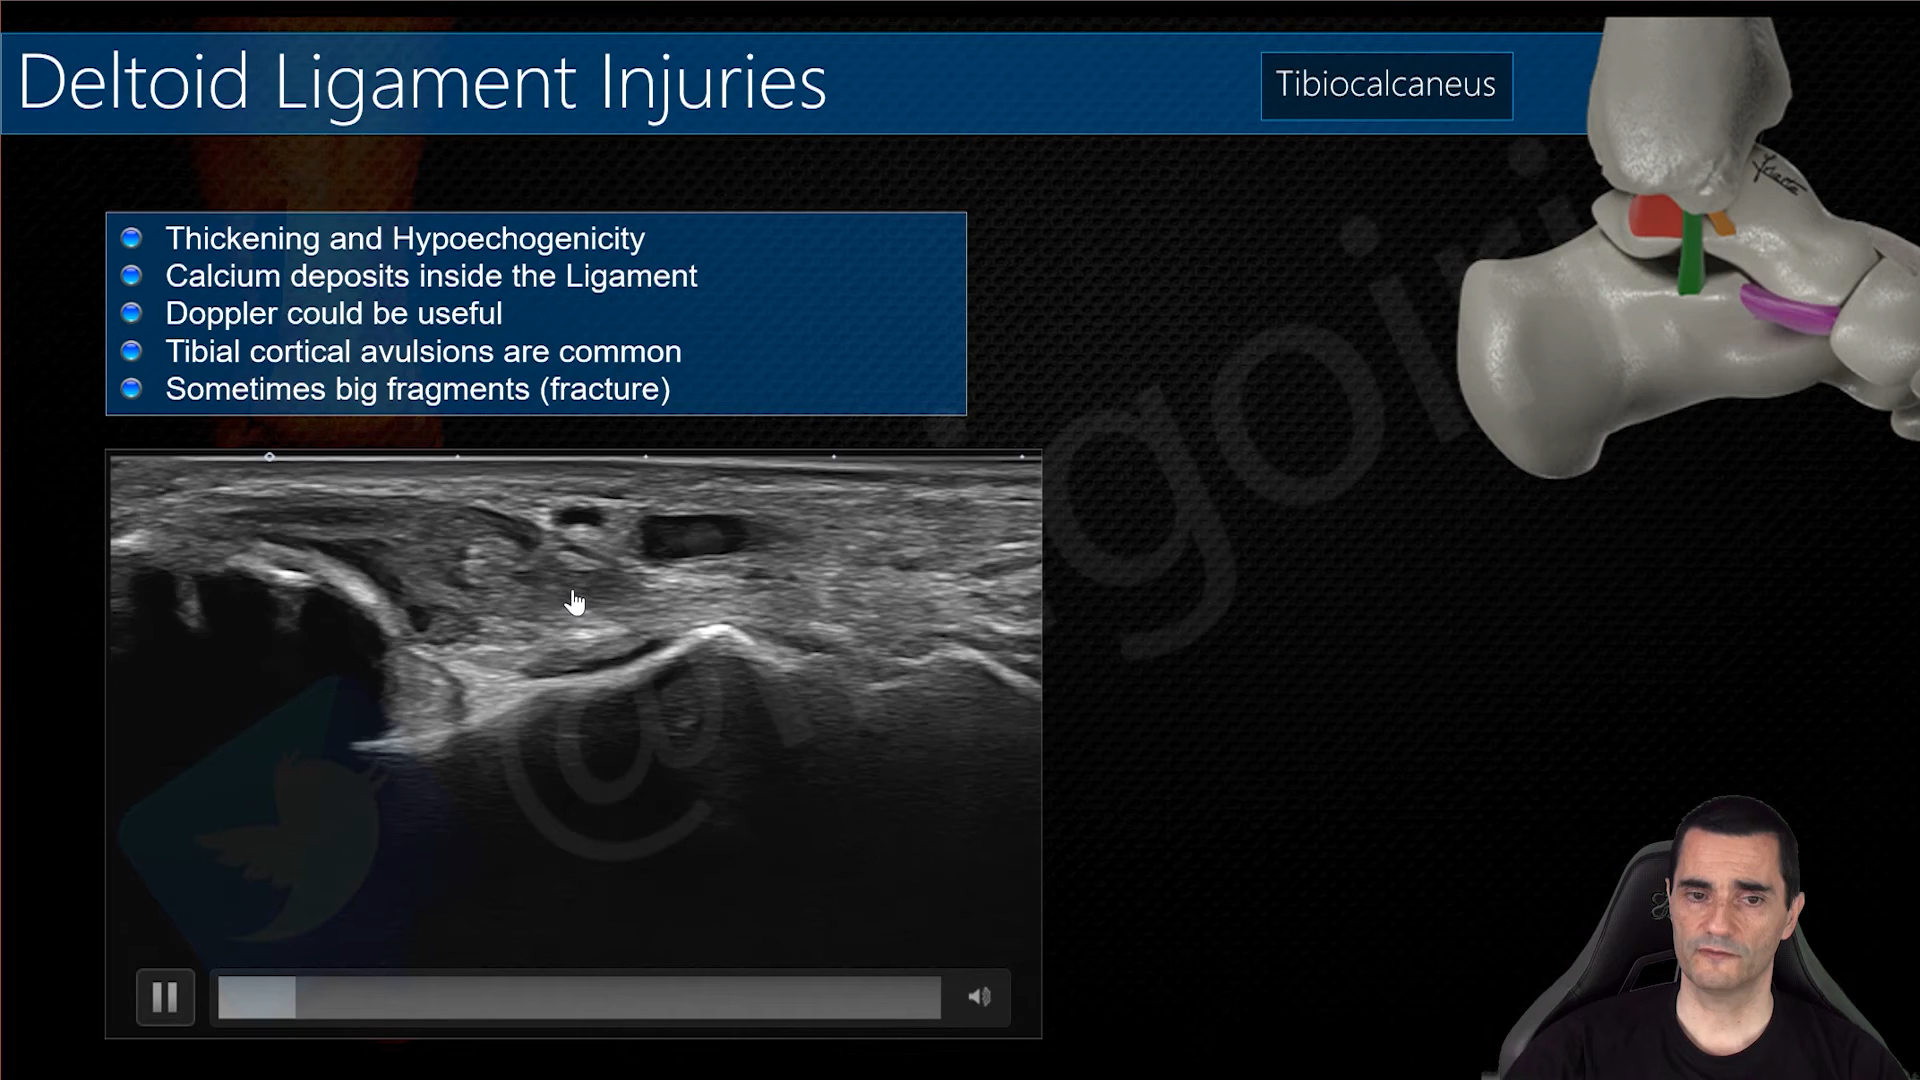 Deltoid Ligament Injuries
Tibiocalcaneus
Thickening and Hypoechogenicity
Calcium deposits inside the Ligament
Doppler could be useful
Tibial cortical avulsions are common
Sometimes big fragments (fracture)